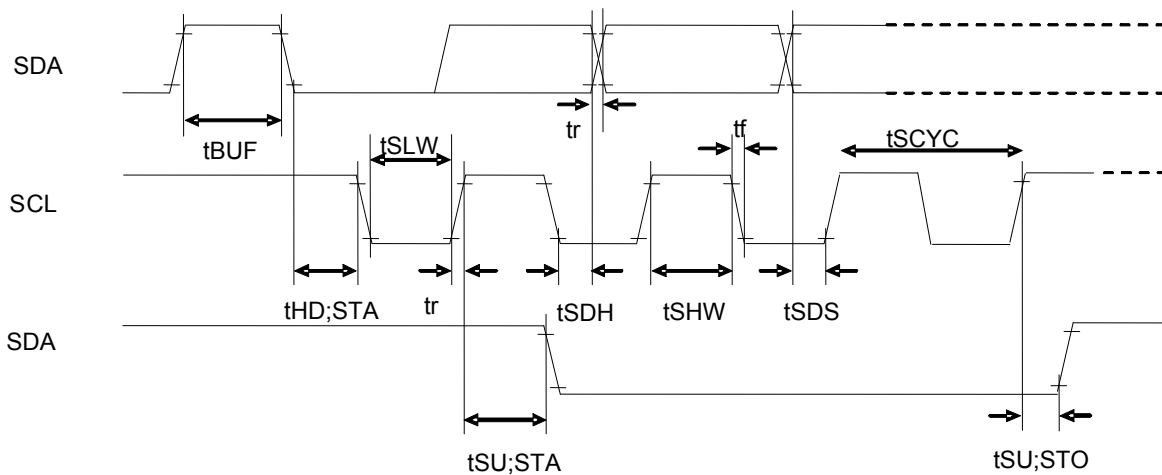 SDA
tBUF
tSLW
tr
tf
tSCYC
SCL
tHD;STA
tr
tSDH
tSHW
tSDS
SDA
tSU;STA
tSU;STO